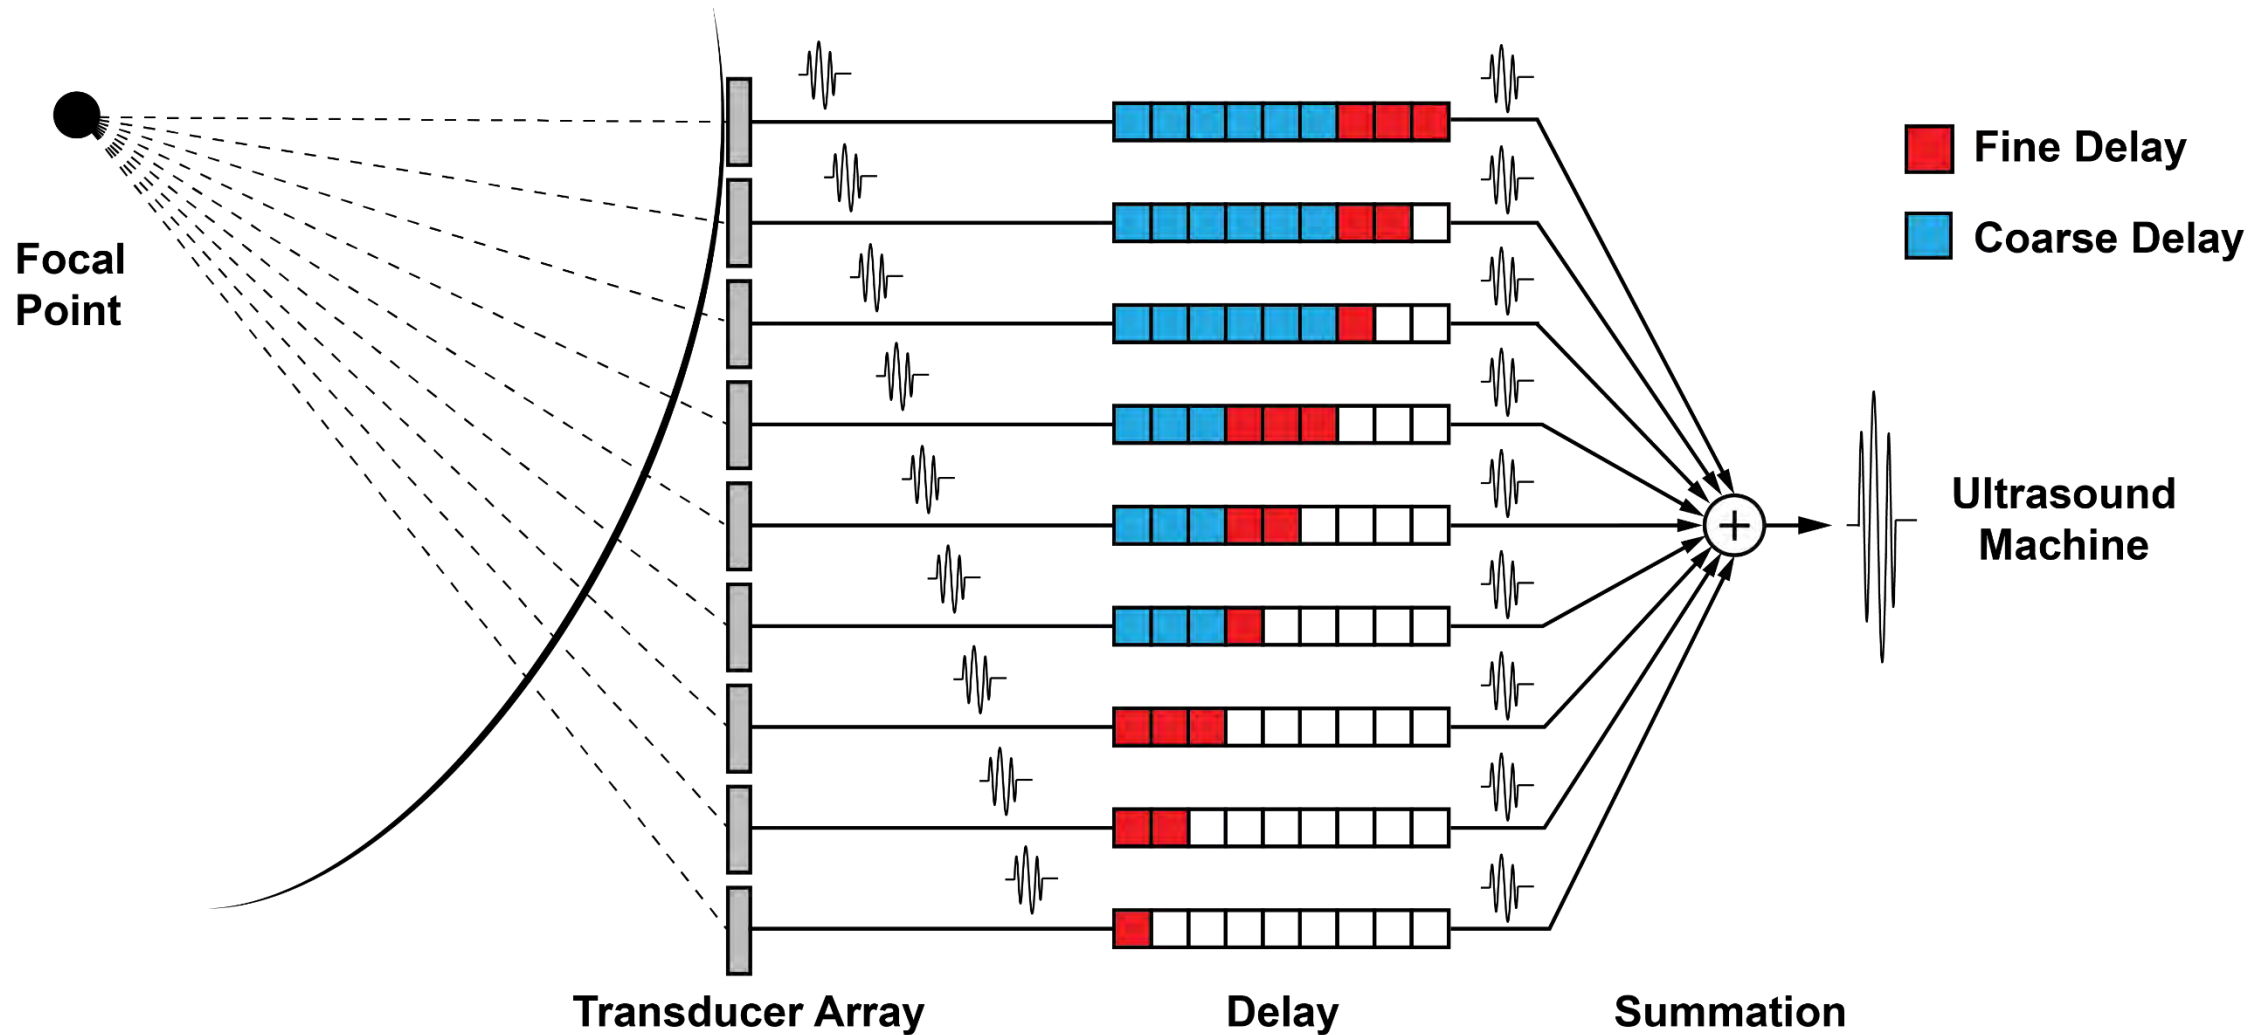 Focal
Point
Fine Delay
Coarse Delay
Ultrasound
Machine
Transducer Array
Delay
Summation